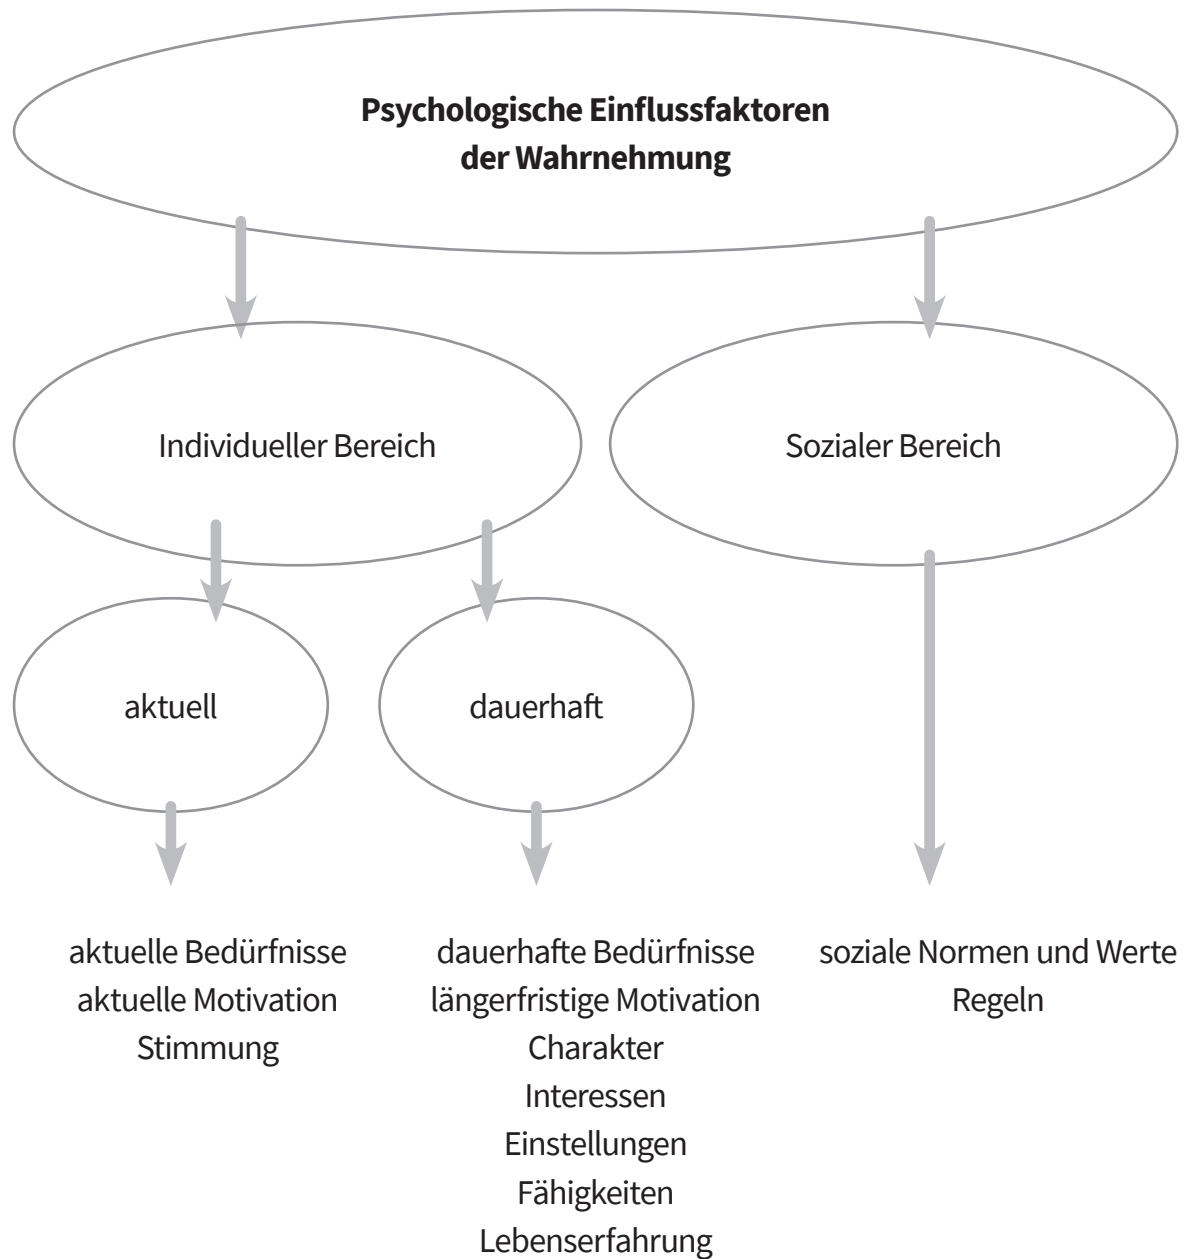 Psychologische Einflussfaktoren
der Wahrnehmung
Individueller Bereich
Sozialer Bereich
aktuell
dauerhaft
aktuelle Bedürfnisse
aktuelle Motivation
Stimmung
dauerhafte Bedürfnisse
längerfristige Motivation
Charakter
Interessen
Einstellungen
Fähigkeiten
Lebenserfahrung
soziale Normen und Werte
Regeln